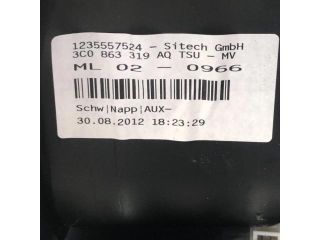 1235557524 - Sitech GmbH
3C0 863 319 AQ TSU - MV
ML 02 - 0966
Schw|Napp|AUX-
30.08.2012 18:23:29